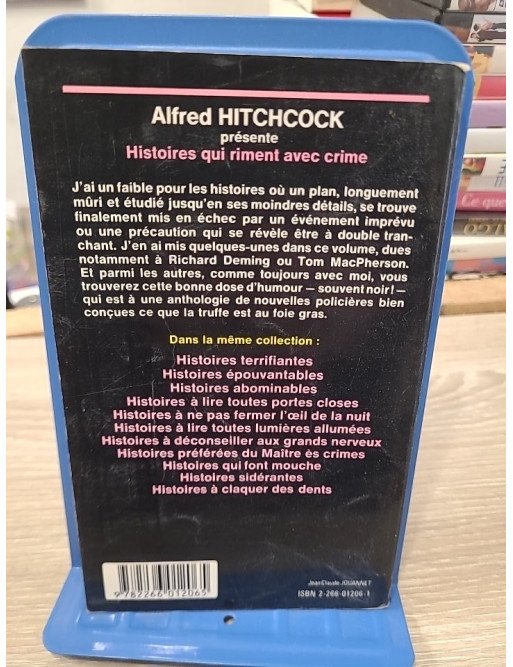 Alfred HITCHCOCK
présente
Histoires qui riment avec crime
J'ai un faible pour les histoires où un plan, longuement
mûri et étudié jusqu'en ses moindres détails, se trouve
finalement mis en échec par un événement imprévu
ou une précaution qui se révèle être à double tran-
chant. J'en ai mis quelques-unes dans ce volume, dues
notamment à Richard Deming ou Tom MacPherson.
Et parmi les autres, comme toujours avec moi, vous
trouverez cette bonne dose d'humour — souvent noir! —
qui est à une anthologie de nouvelles policières bien
conçues ce que la truffe est au foie gras.
Dans la même collection :
Histoires terrifiantes
Histoires épouvantables
Histoires abominables
Histoires à lire toutes portes closes
Histoires à ne pas fermer l'œil de la nuit
Histoires à lire toutes lumières allumées
Histoires à déconseiller aux grands nerveux
Histoires préférées du Maître ès crimes
Histoires qui font mouche
Histoires sidérantes
Histoires à claquer des dents
9 782266 012065
Jean-Claude JOUANNET
ISBN 2-266-01206-1
Ce que